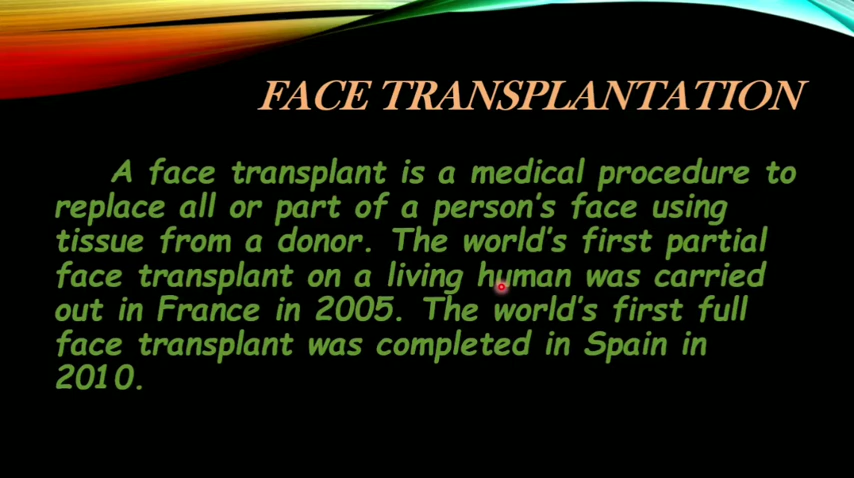 FACE TRANSPLANTATION
A face transplant is a medical procedure to
replace all or part of a person's face using
tissue from a donor. The world's first partial
face transplant on a living human was carried
out in France in 2005. The world's first full
face transplant was completed in Spain in
2010.